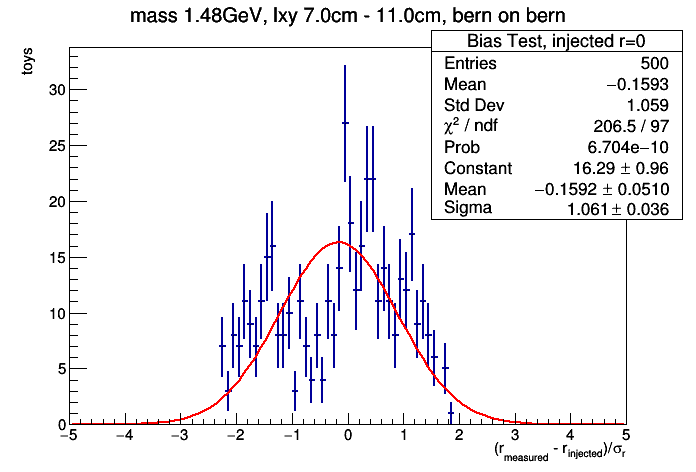 mass 1.48GeV, lxy 7.0cm - 11.0cm, bern on bern
toys
Bias Test, injected r=0
Entries 500
Mean −0.1593
Std Dev 1.059
χ² / ndf 206.5 / 97
Prob 6.704e−10
Constant 16.29 ± 0.96
Mean −0.1592 ± 0.0510
Sigma 1.061 ± 0.036
30
25
20
15
10
5
0
−5 −4 −3 −2 −1 0 1 2 3 4 5
(r_measured - r_injected)/σ_r